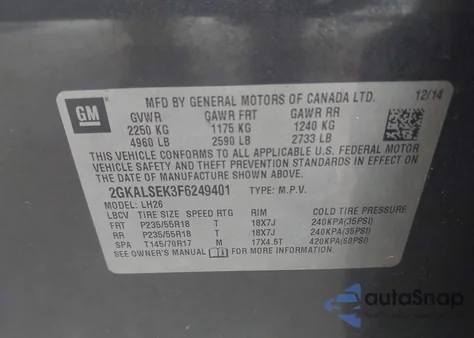 GM
MFD BY GENERAL MOTORS OF CANADA LTD. 12/14
GVWR GAWR FRT GAWR RR
2250 KG 1175 KG 1240 KG
4960 LB 2590 LB 2733 LB
THIS VEHICLE CONFORMS TO ALL APPLICABLE U.S. FEDERAL MOTOR
VEHICLE SAFETY AND THEFT PREVENTION STANDARDS IN EFFECT ON
THE DATE OF MANUFACTURE SHOWN ABOVE.
2GKALSEK3F6249401 TYPE: M.P.V.
MODEL: LH26
LBCV TIRE SIZE SPEED RTG RIM COLD TIRE PRESSURE
FRT P235/55R18 T 18X7J 240KPA(35PSI)
RR P235/55R18 T 18X7J 240KPA(35PSI)
SPA T145/70R17 M 17X4.5T 420KPA(60PSI)
SEE OWNER'S MANUAL FOR MORE INFORMATION.
autoSnap